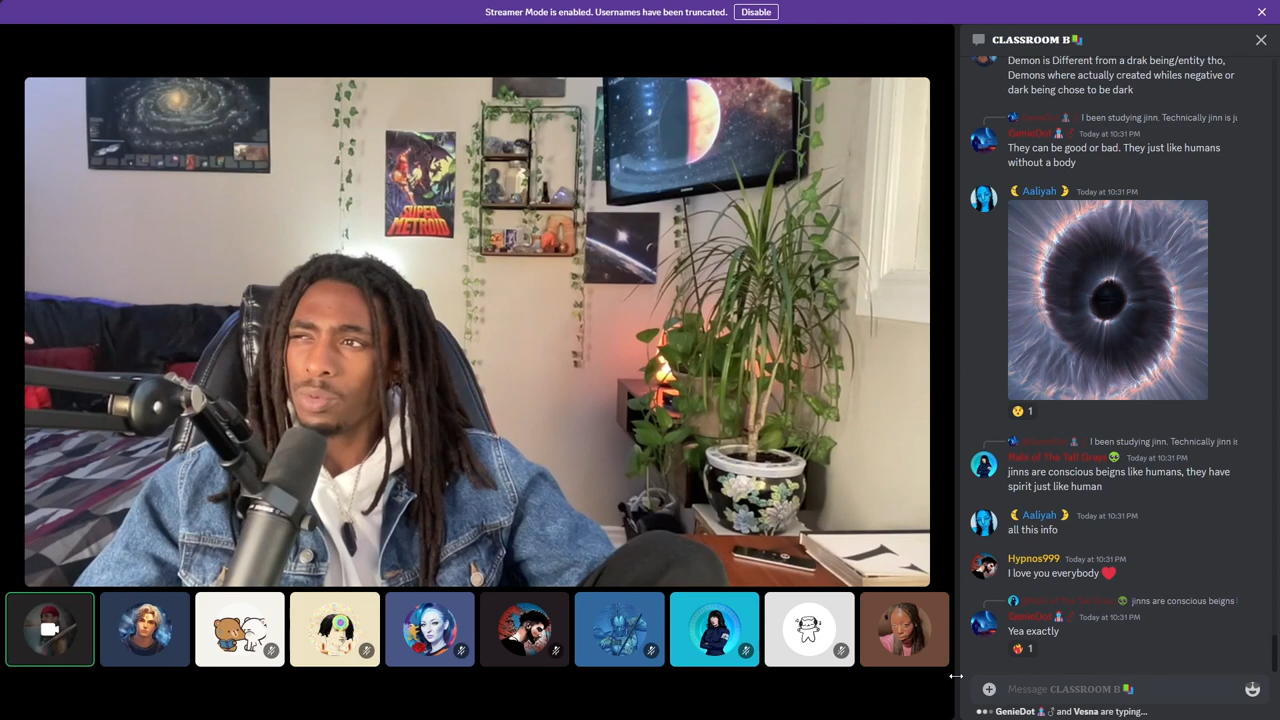 Streamer Mode is enabled. Usernames have been truncated. Disable
CLASSROOM B
Demon is Different from a drak being/entity tho,
Demons where actually created whiles negative or
dark being chose to be dark
GenieDot I been studying jinn. Technically jinn is ju
GenieDot Today at 10:31 PM
They can be good or bad. They just like humans
without a body
Aaliyah Today at 10:31 PM
1
I been studying jinn. Technically jinn is
Today at 10:31 PM
jinns are conscious beigns like humans, they have
spirit just like human
Aaliyah Today at 10:31 PM
all this info
Hypnos999 Today at 10:31 PM
I love you everybody
jinns are conscious beigns
GenieDot Today at 10:31 PM
Yea exactly
1
Message CLASSROOM B
GenieDot and Vesna are typing...
SUPER
METROID
SAMSUNG